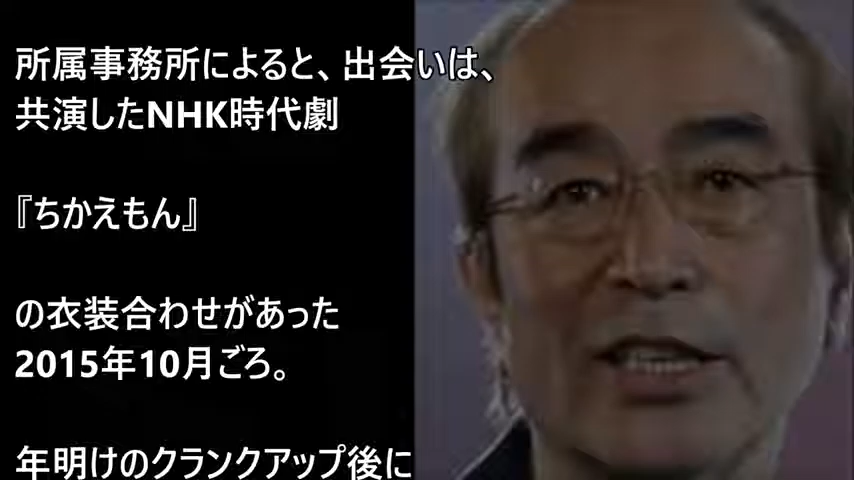 所属事務所によると、出会いは、
共演したNHK時代劇
『ちかえもん』
の衣装合わせがあった
2015年10月ごろ。
年明けのクランクアップ後に